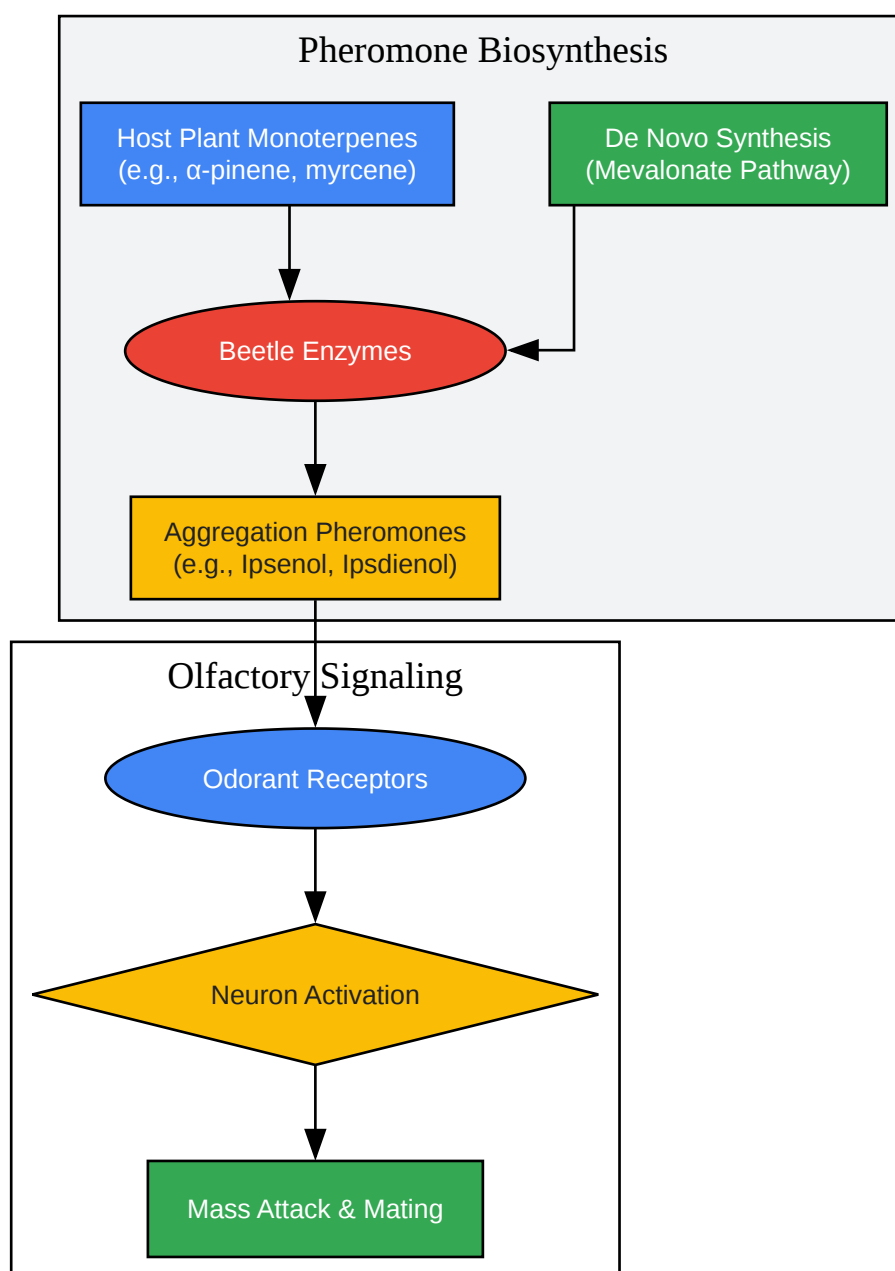 Pheromone Biosynthesis
Host Plant Monoterpenes
(e.g., α-pinene, myrcene)
De Novo Synthesis
(Mevalonate Pathway)
Beetle Enzymes
Aggregation Pheromones
(e.g., Ipsenol, Ipsdienol)
Olfactory Signaling
Odorant Receptors
Neuron Activation
Mass Attack & Mating